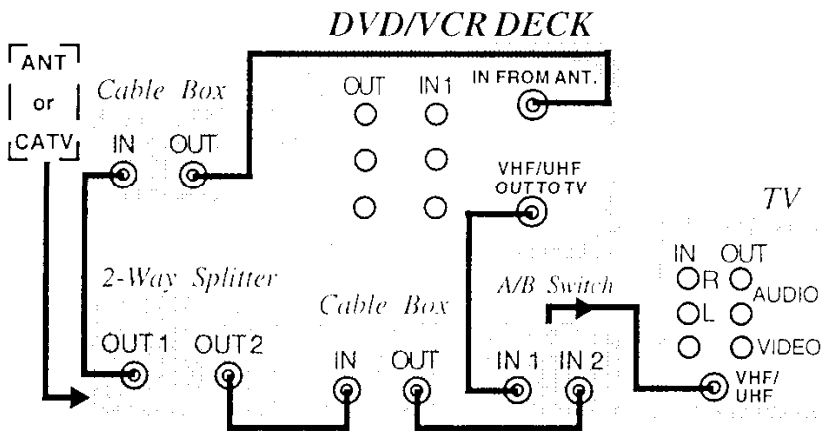 DVD/VCR DECK
ANT
or
CATV
Cable Box
IN OUT
OUT IN 1
IN FROM ANT.
VHF/UHF
OUT TO TV
2-Way Splitter
OUT 1 OUT 2
Cable Box
IN OUT
A/B Switch
IN 1 IN 2
TV
IN OUT
R
AUDIO
L
VIDEO
VHF/
UHF